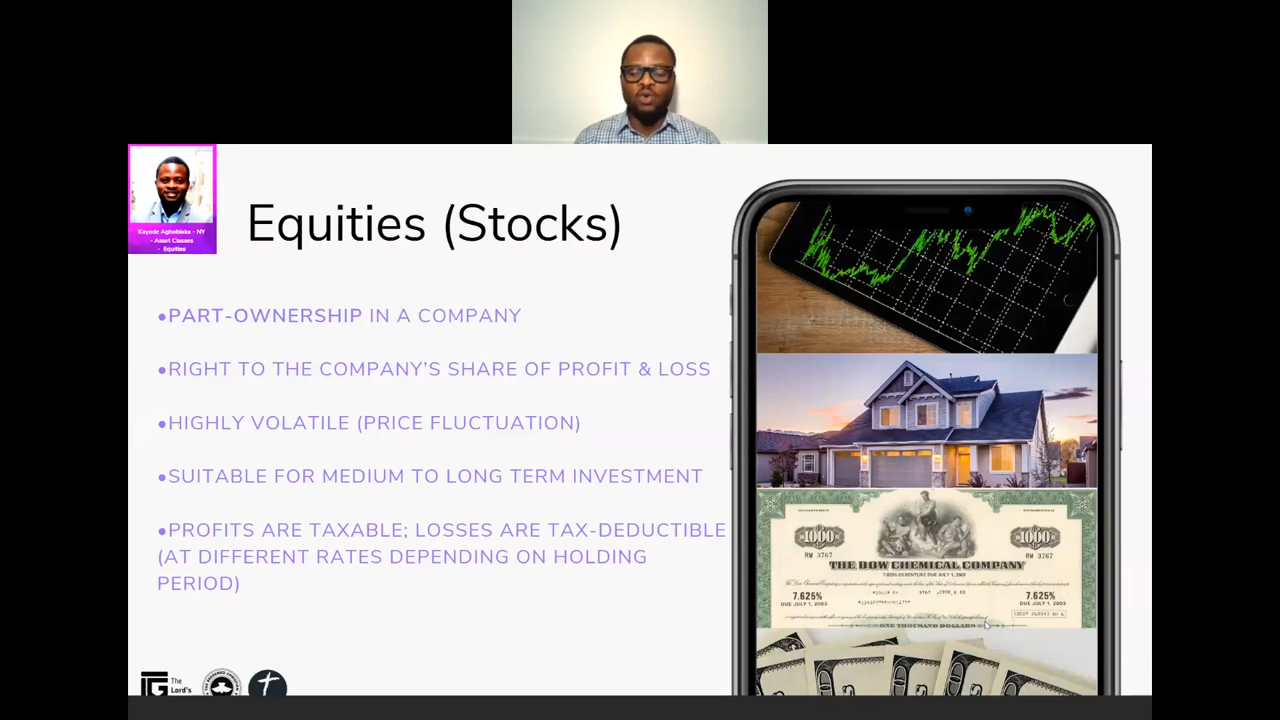 Kayode Agbebiaka - NY
- Asset Classes
- Equities
Equities (Stocks)
•PART-OWNERSHIP IN A COMPANY
•RIGHT TO THE COMPANY'S SHARE OF PROFIT & LOSS
•HIGHLY VOLATILE (PRICE FLUCTUATION)
•SUITABLE FOR MEDIUM TO LONG TERM INVESTMENT
•PROFITS ARE TAXABLE; LOSSES ARE TAX-DEDUCTIBLE
(AT DIFFERENT RATES DEPENDING ON HOLDING
PERIOD)
1000
1000
RW 3767
RW 3767
THE DOW CHEMICAL COMPANY
7.625%
7.625%
DUE JULY 1, 2003
DUE JULY 1, 2003
ONE THOUSAND DOLLARS
The
Lord's